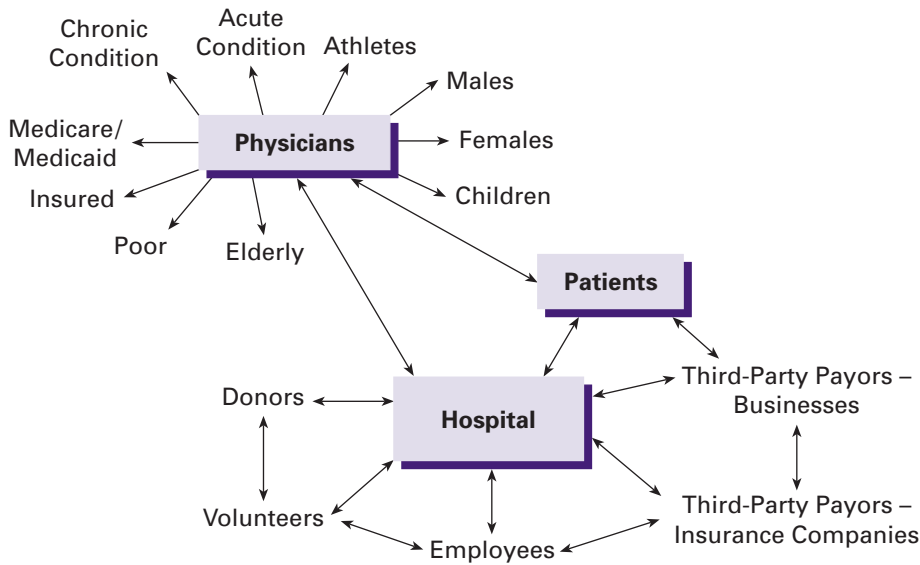 Chronic
Condition
Acute
Condition
Athletes
Males
Medicare/
Medicaid
Physicians
Females
Insured
Children
Poor
Elderly
Patients
Donors
Hospital
Third-Party Payors –
Businesses
Volunteers
Employees
Third-Party Payors –
Insurance Companies